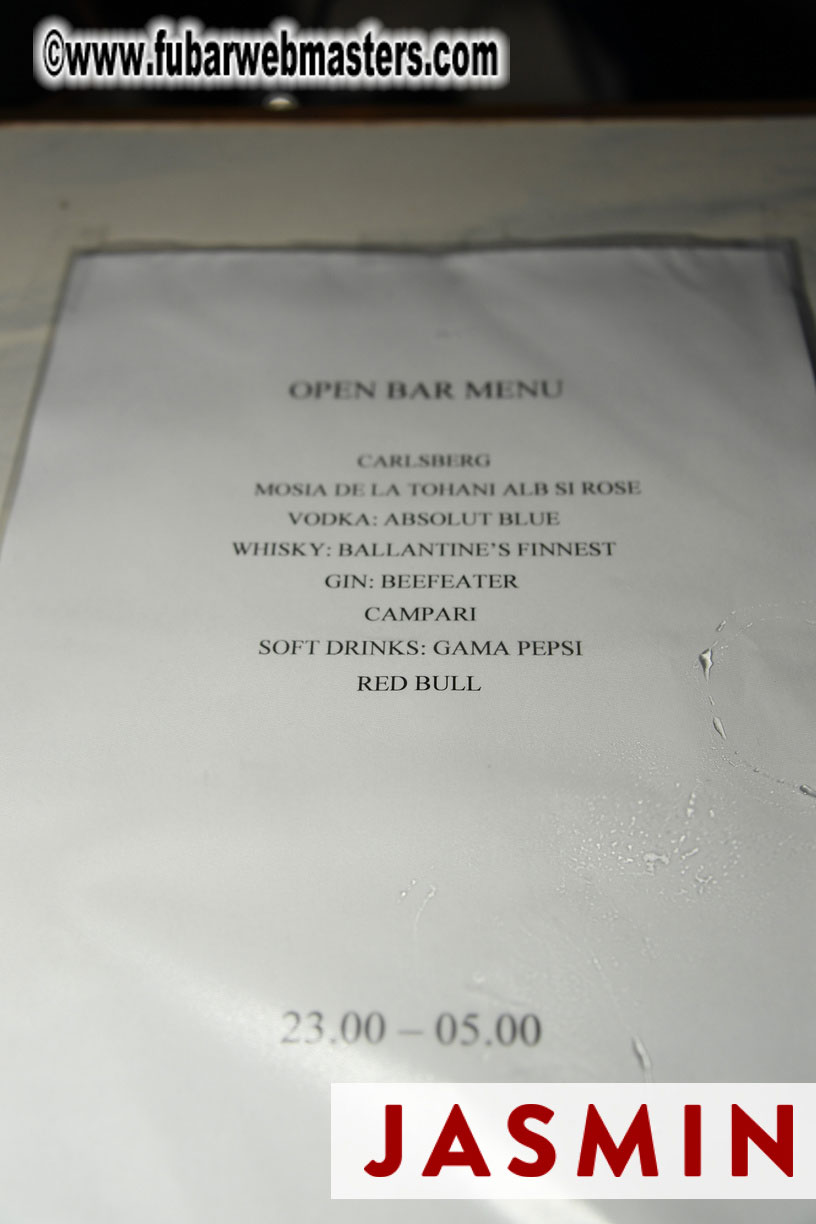 ©www.fubarwebmasters.com
OPEN BAR MENU
CARLSBERG
MOSIA DE LA TOHANI ALB SI ROSE
VODKA: ABSOLUT BLUE
WHISKY: BALLANTINE'S FINNEST
GIN: BEEFEATER
CAMPARI
SOFT DRINKS: GAMA PEPSI
RED BULL
23.00 – 05.00
JASMIN